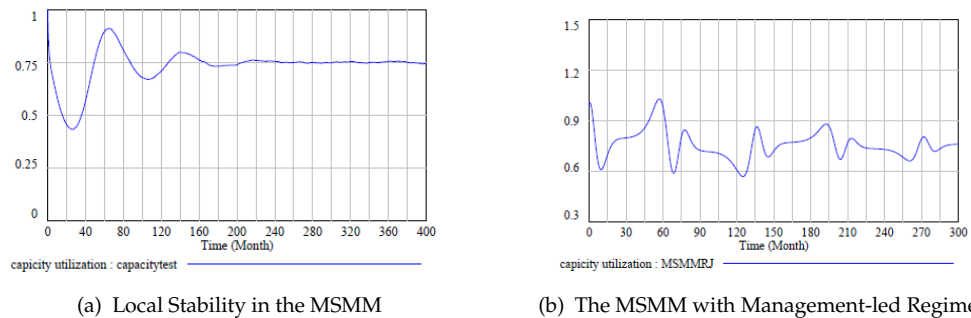 1
0.75
0.5
0.25
0
0 40 80 120 160 200 240 280 320 360 400
Time (Month)
capicity utilization : capacitytest
(a) Local Stability in the MSMM
1.5
1.2
0.9
0.6
0.3
0 30 60 90 120 150 180 210 240 270 300
Time (Month)
capicity utilization : MSMMRJ
(b) The MSMM with Management-led Regime